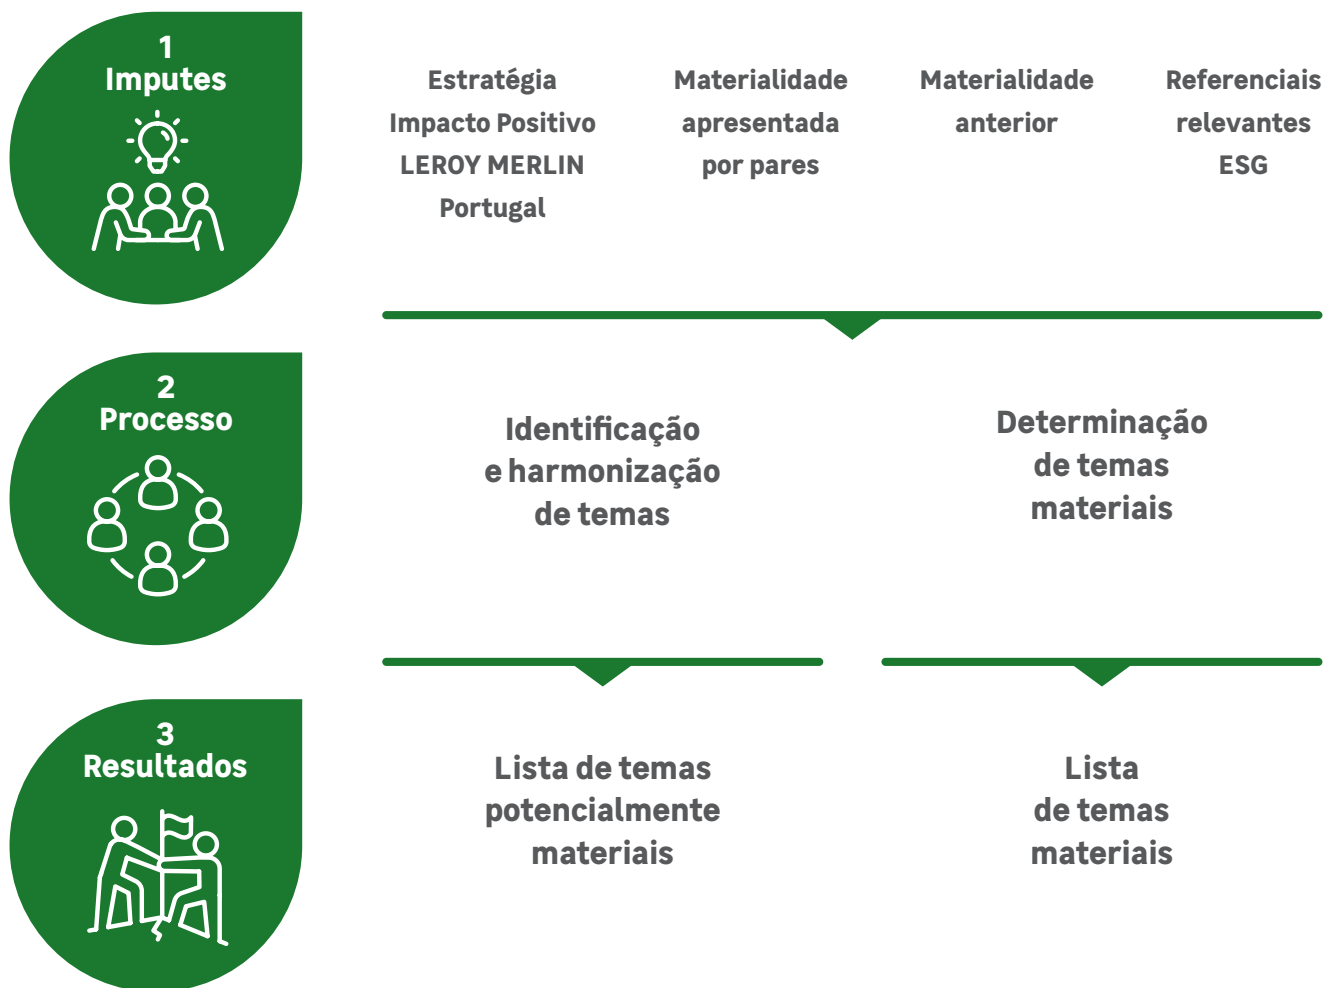 1
Imputes
Estratégia
Impacto Positivo
LEROY MERLIN
Portugal
Materialidade
apresentada
por pares
Materialidade
anterior
Referenciais
relevantes
ESG
2
Processo
Identificação
e harmonização
de temas
Determinação
de temas
materiais
3
Resultados
Lista de temas
potencialmente
materiais
Lista
de temas
materiais